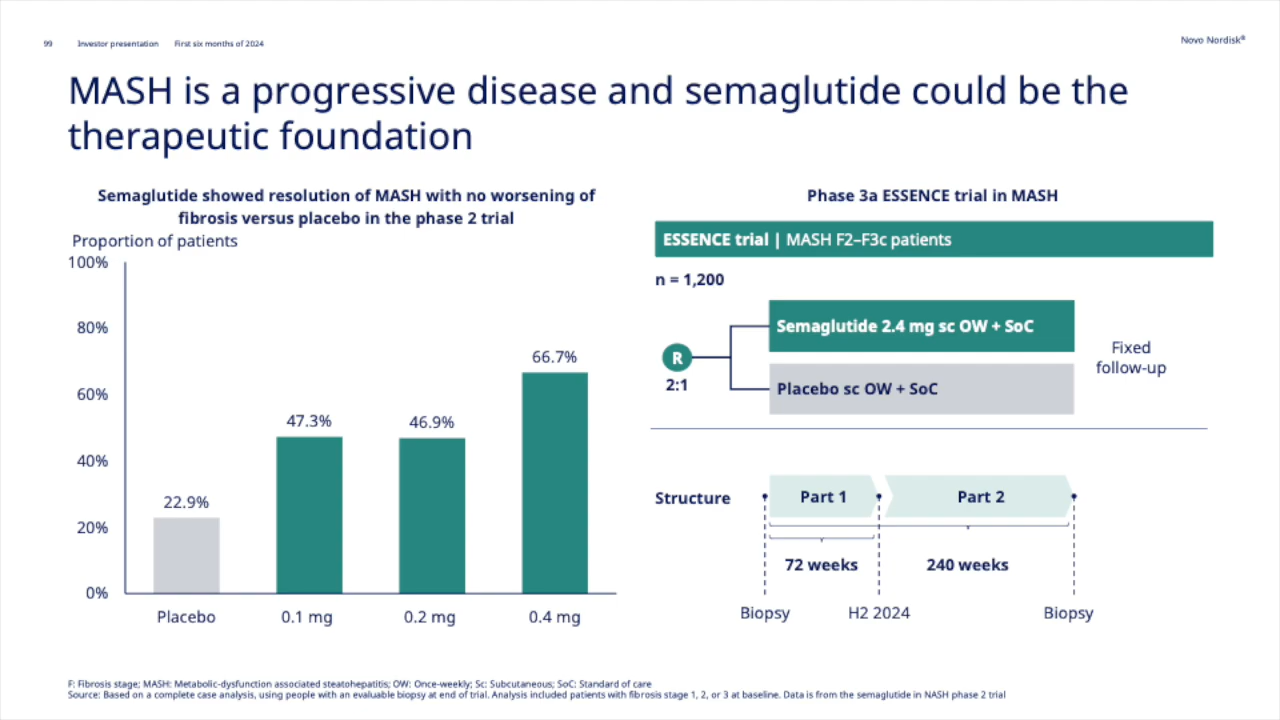 99 Investor presentation First six months of 2024
Novo Nordisk®
MASH is a progressive disease and semaglutide could be the
therapeutic foundation
Semaglutide showed resolution of MASH with no worsening of
fibrosis versus placebo in the phase 2 trial
Proportion of patients
100%
80%
60%
40%
20%
0%
22.9%
47.3%
46.9%
66.7%
Placebo
0.1 mg
0.2 mg
0.4 mg
Phase 3a ESSENCE trial in MASH
ESSENCE trial | MASH F2–F3c patients
n = 1,200
R
2:1
Semaglutide 2.4 mg sc OW + SoC
Placebo sc OW + SoC
Fixed
follow-up
Structure
Part 1
Part 2
72 weeks
240 weeks
Biopsy
H2 2024
Biopsy
F: Fibrosis stage; MASH: Metabolic-dysfunction associated steatohepatitis; OW: Once-weekly; Sc: Subcutaneous; SoC: Standard of care
Source: Based on a complete case analysis, using people with an evaluable biopsy at end of trial. Analysis included patients with fibrosis stage 1, 2, or 3 at baseline. Data is from the semaglutide in NASH phase 2 trial